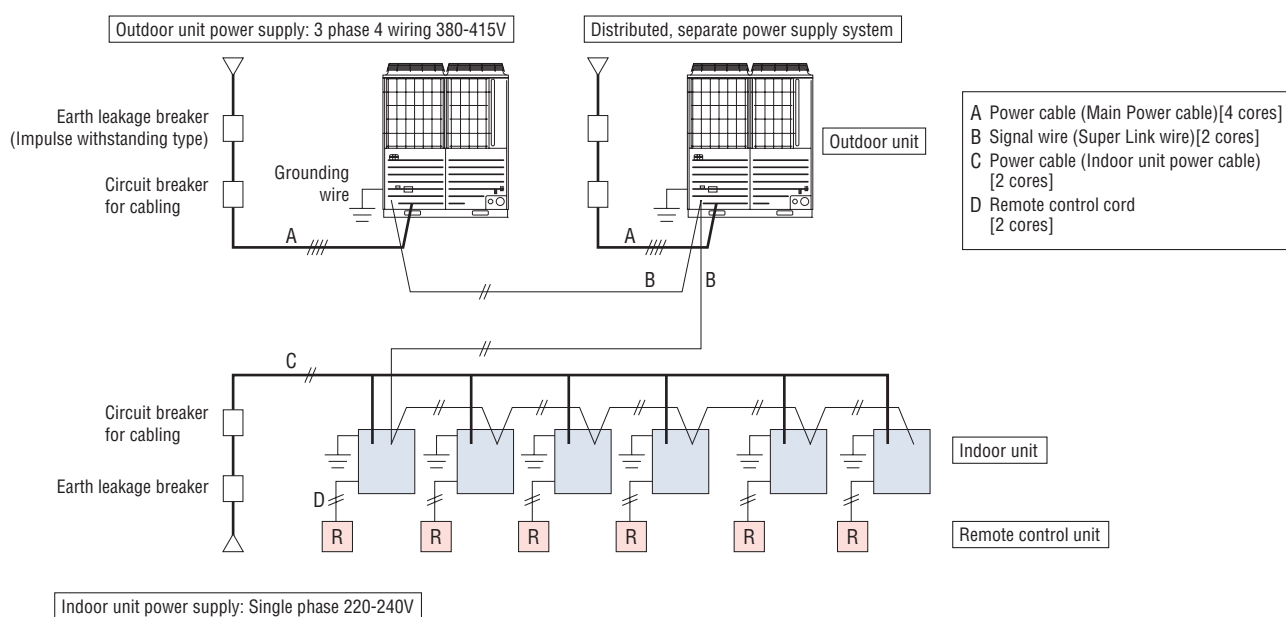 Outdoor unit power supply: 3 phase 4 wiring 380-415V
Distributed, separate power supply system
Earth leakage breaker
(Impulse withstanding type)
Circuit breaker
for cabling
Grounding
wire
Outdoor unit
A Power cable (Main Power cable)[4 cores]
B Signal wire (Super Link wire)[2 cores]
C Power cable (Indoor unit power cable)
[2 cores]
D Remote control cord
[2 cores]
A
A
B
B
C
Circuit breaker
for cabling
Earth leakage breaker
Indoor unit
D
R
R
R
R
R
R
Remote control unit
Indoor unit power supply: Single phase 220-240V